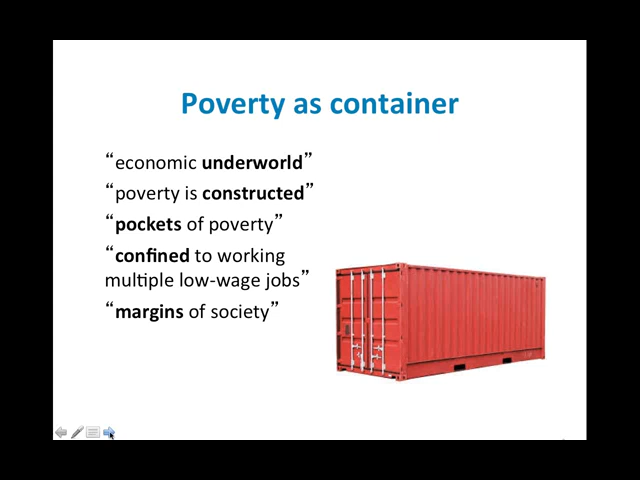 Poverty as container
“economic underworld”
“poverty is constructed”
“pockets of poverty”
“confined to working
multiple low-wage jobs”
“margins of society”